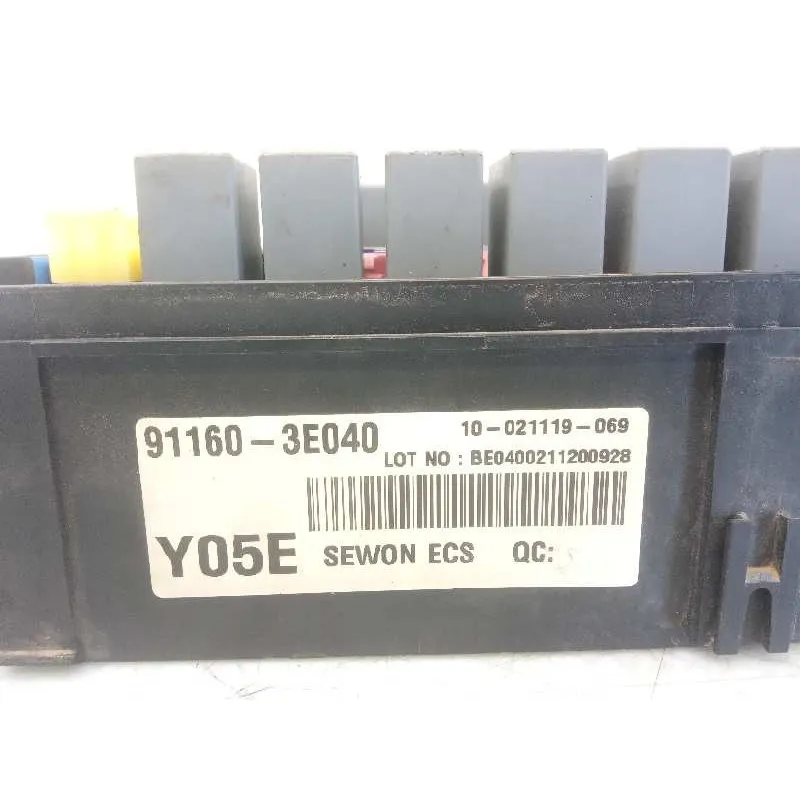 91160-3E040 10-021119-069
LOT NO : BE0400211200928
Y05E SEWON ECS QC: